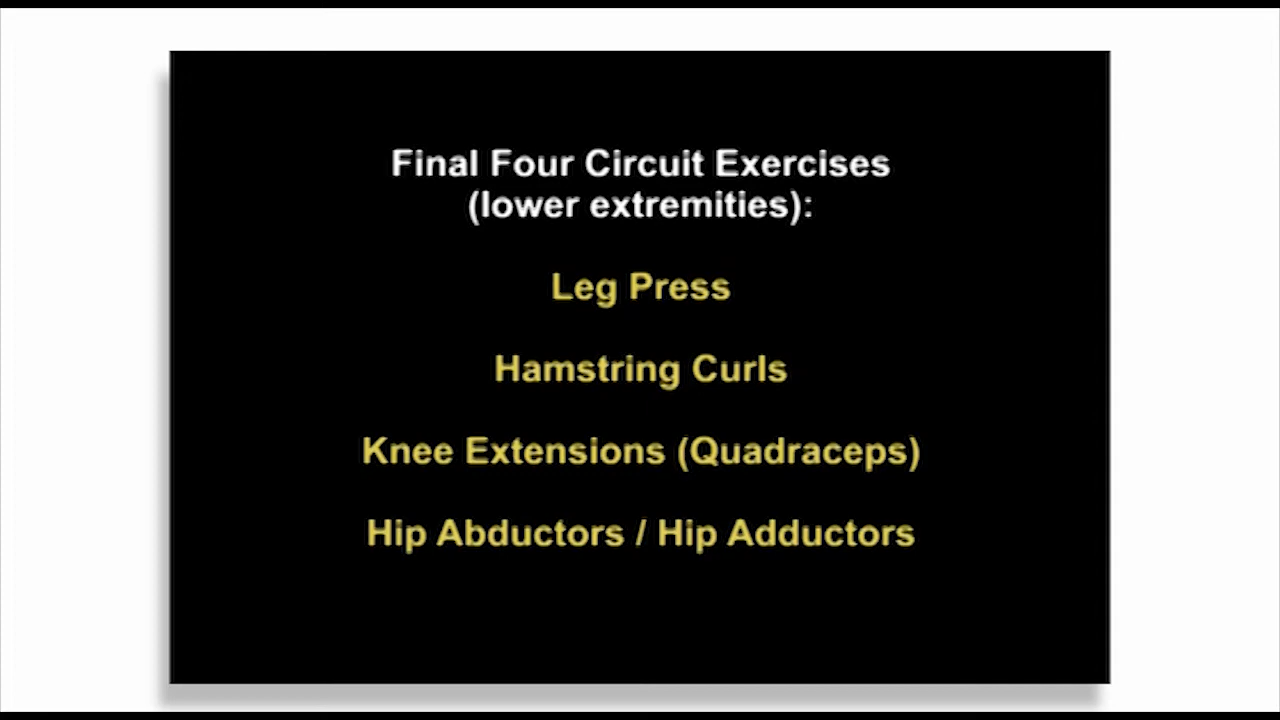 Final Four Circuit Exercises
(lower extremities):
Leg Press
Hamstring Curls
Knee Extensions (Quadraceps)
Hip Abductors / Hip Adductors